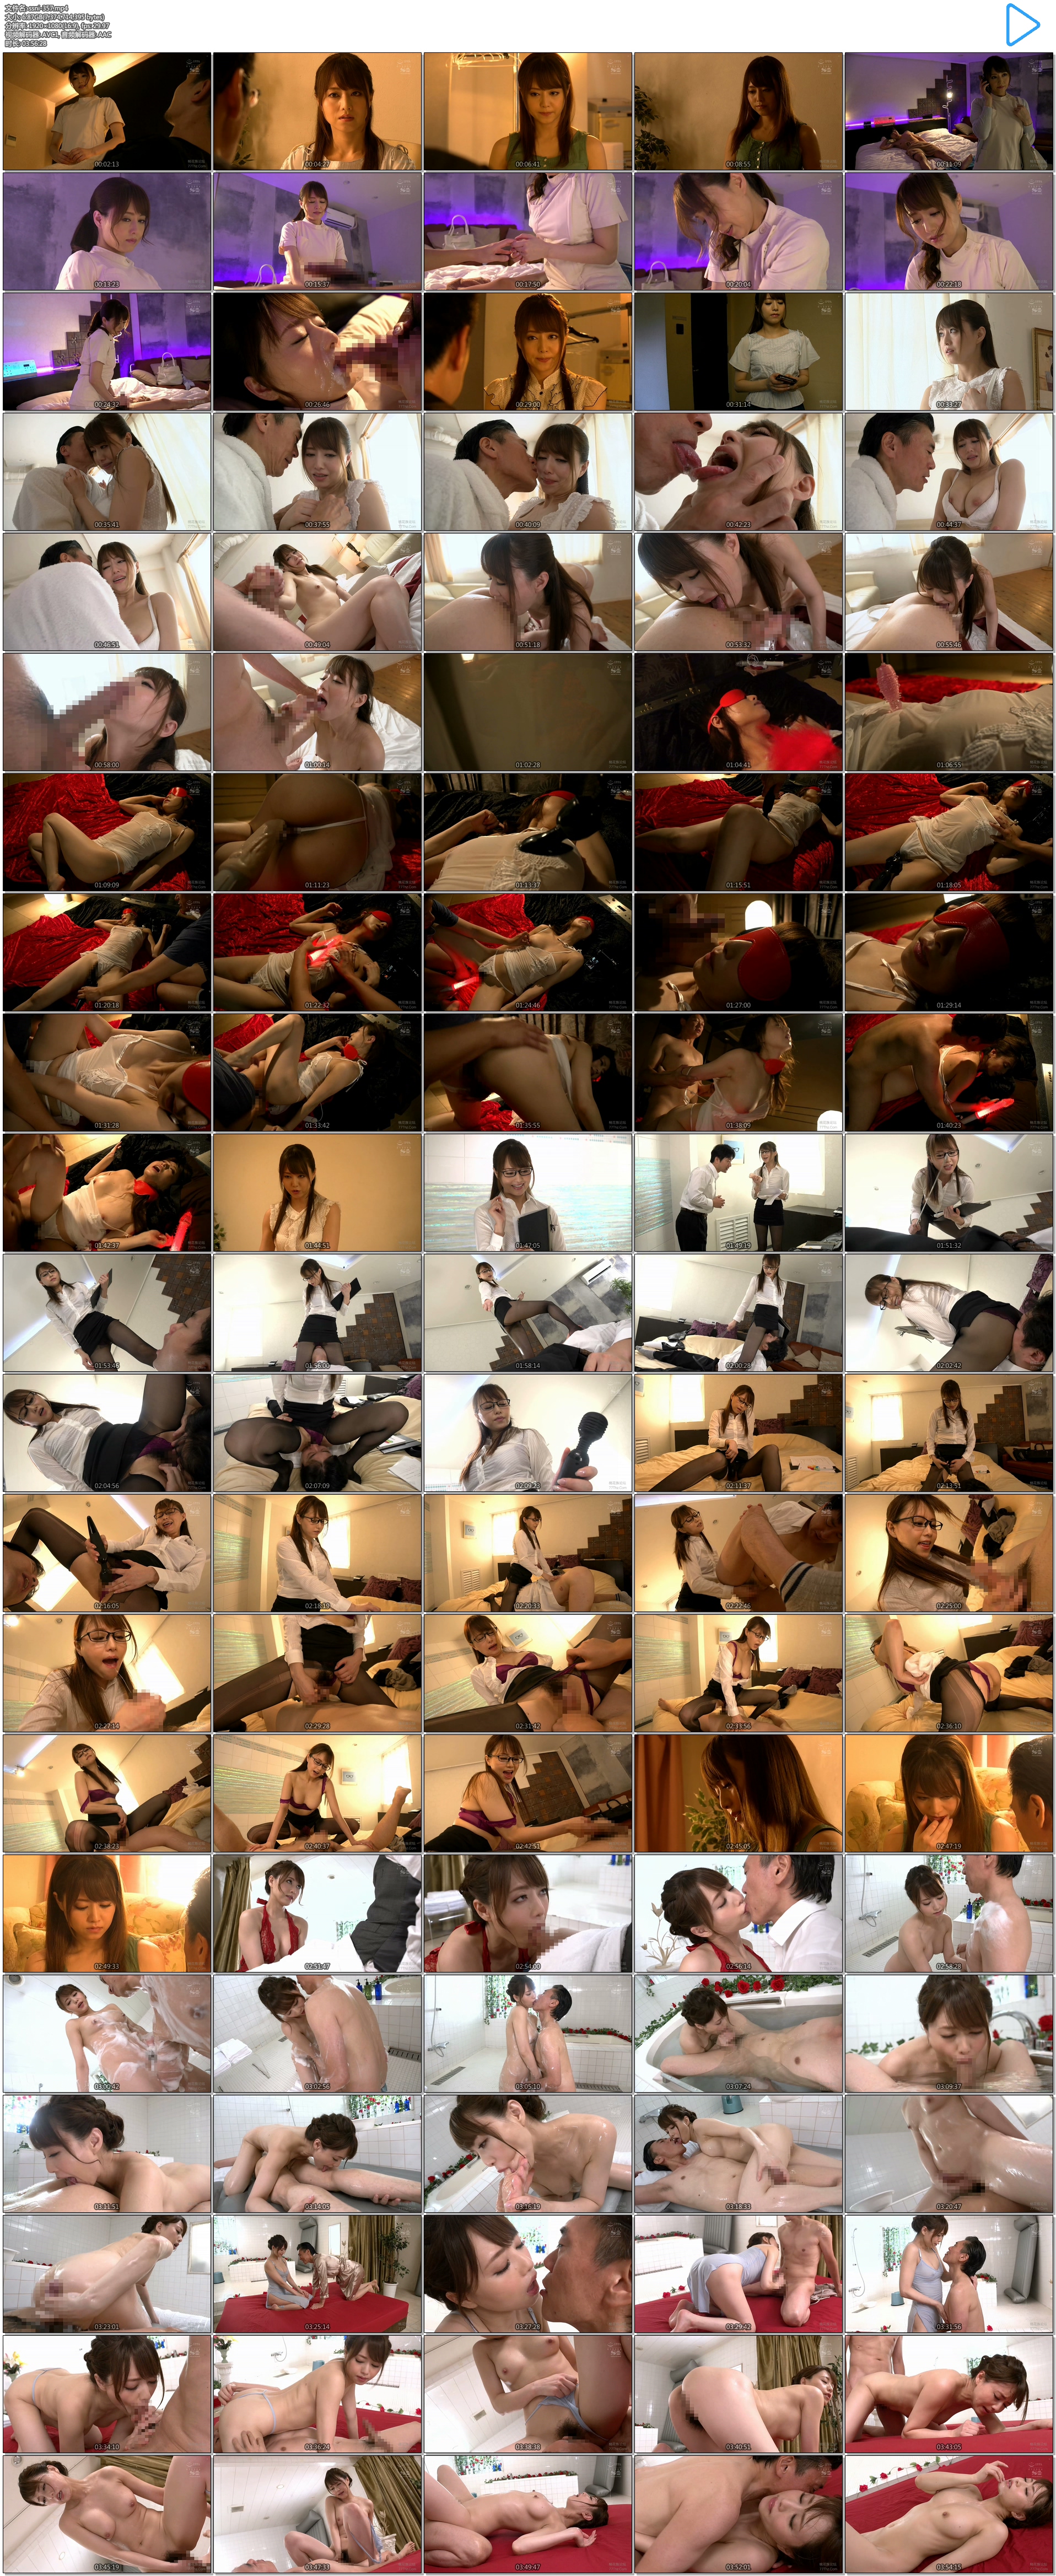 文件名: ssni-357.mp4
大小: 6.87GB(7,374,714,395 bytes)
分辨率: 1920×1080(16:9), fps: 29.97
视频解码器: AVC1, 音频解码器: AAC
时长: 03:56:28
00:02:13 00:04:27 00:06:41 00:08:55 00:11:09
00:13:23 00:15:37 00:17:50 00:20:04 00:22:18
00:24:32 00:26:46 00:29:00 00:31:14 00:33:27
00:35:41 00:37:55 00:40:09 00:42:23 00:44:37
00:46:51 00:49:04 00:51:18 00:53:32 00:55:46
00:58:00 01:00:14 01:02:28 01:04:41 01:06:55
01:09:09 01:11:23 01:13:37 01:15:51 01:18:05
01:20:18 01:22:32 01:24:46 01:27:00 01:29:14
01:31:28 01:33:42 01:35:55 01:38:09 01:40:23
01:42:37 01:44:51 01:47:05 01:49:19 01:51:32
01:53:46 01:56:00 01:58:14 02:00:28 02:02:42
02:04:56 02:07:09 02:09:23 02:11:37 02:13:51
02:16:05 02:18:19 02:20:33 02:22:46 02:25:00
02:27:14 02:29:28 02:31:42 02:33:56 02:36:10
02:38:23 02:40:37 02:42:51 02:45:05 02:47:19
02:49:33 02:51:47 02:54:00 02:56:14 02:58:28
03:00:42 03:02:56 03:05:10 03:07:24 03:09:37
03:11:51 03:14:05 03:16:19 03:18:33 03:20:47
03:23:01 03:25:14 03:27:28 03:29:42 03:31:56
03:34:10 03:36:24 03:38:38 03:40:51 03:43:05
03:45:19 03:47:33 03:49:47 03:52:01 03:54:15